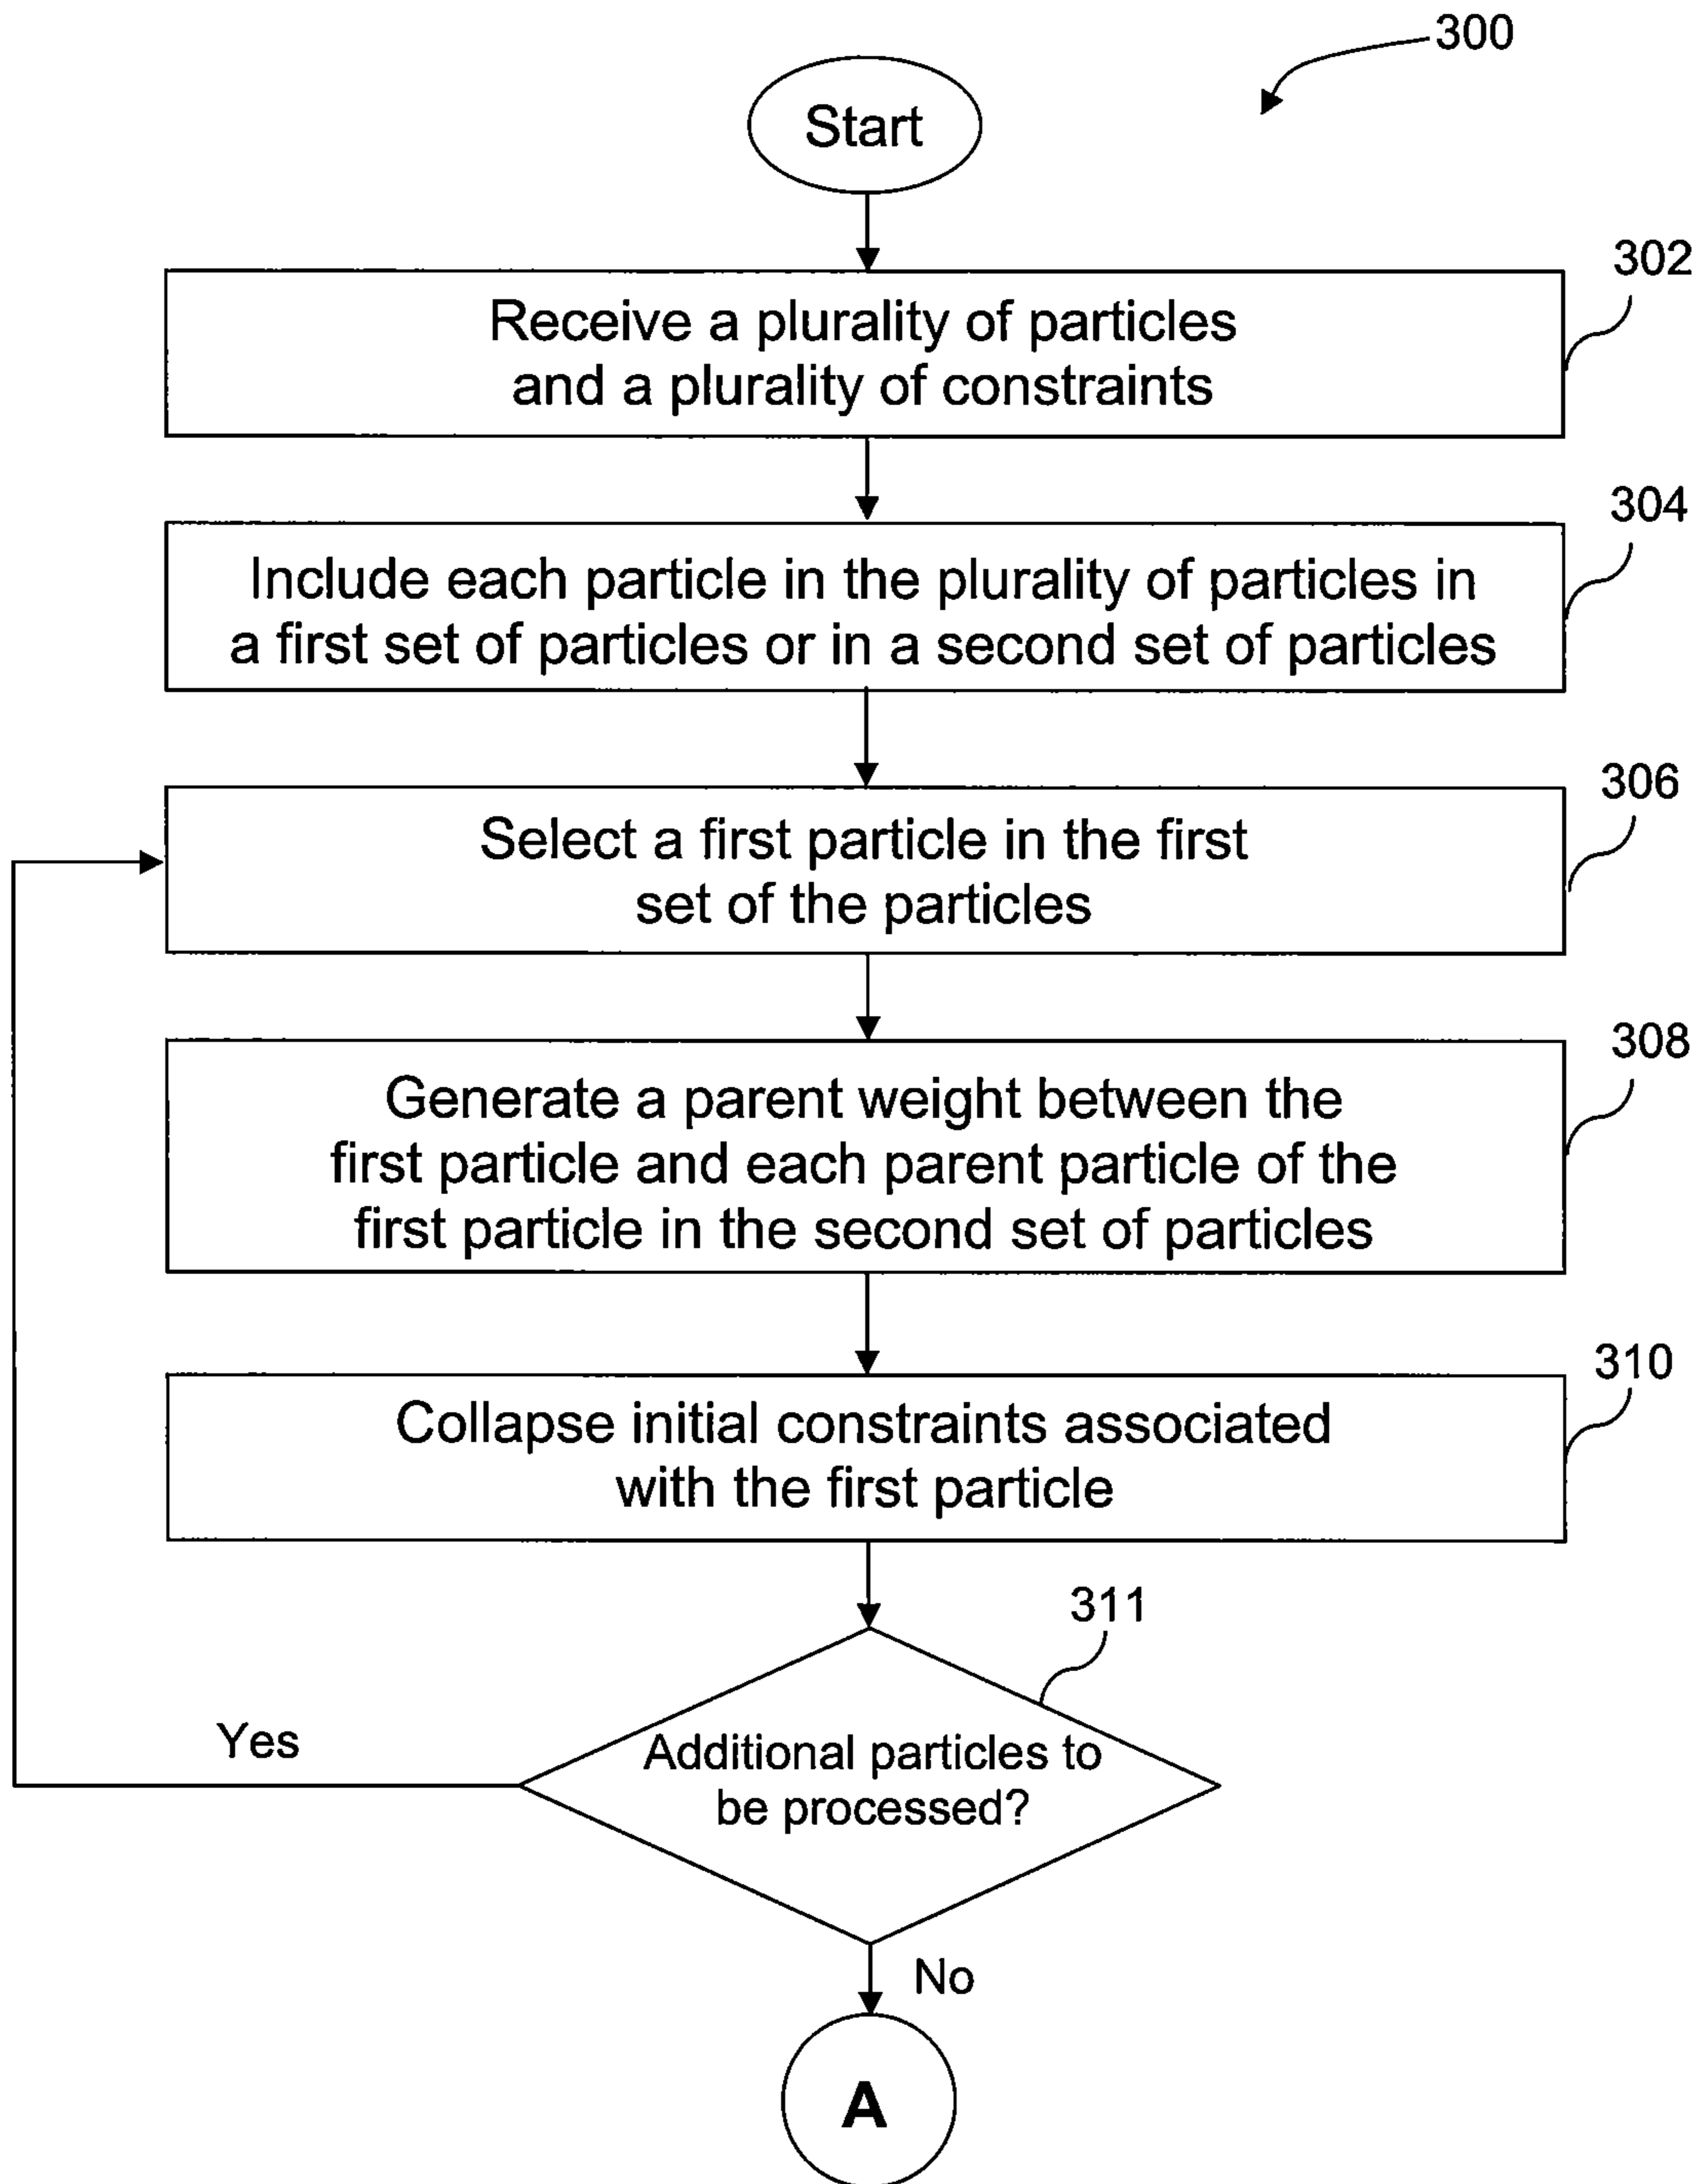 300
Start
302
Receive a plurality of particles
and a plurality of constraints
304
Include each particle in the plurality of particles in
a first set of particles or in a second set of particles
306
Select a first particle in the first
set of the particles
308
Generate a parent weight between the
first particle and each parent particle of the
first particle in the second set of particles
310
Collapse initial constraints associated
with the first particle
311
Additional particles to
be processed?
Yes
No
A